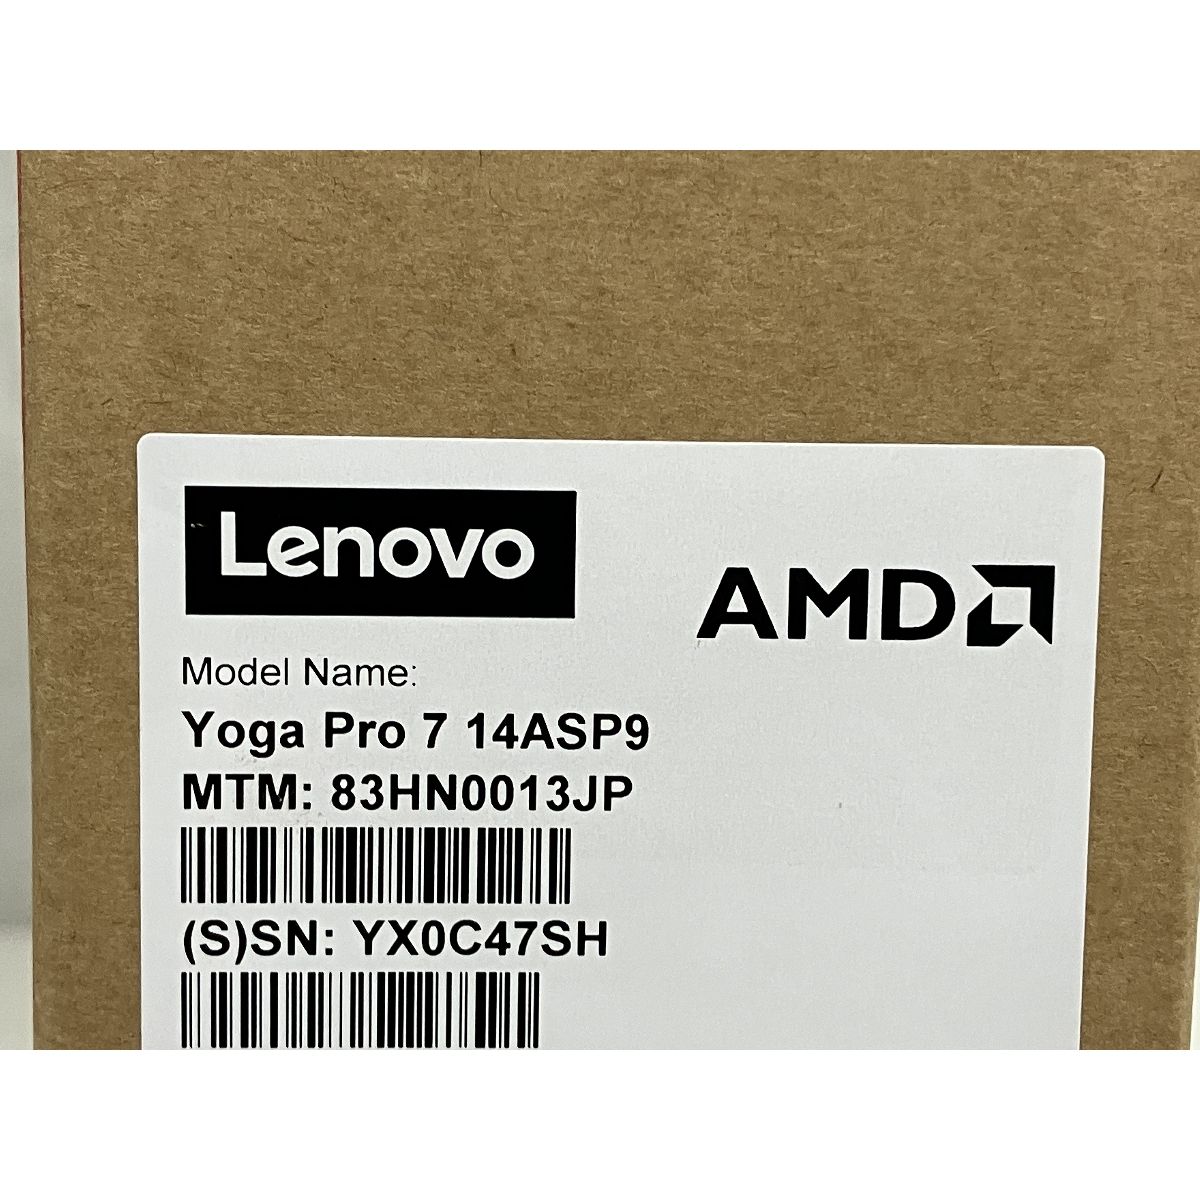 Lenovo
AMD
Model Name:
Yoga Pro 7 14ASP9
MTM: 83HN0013JP
(S)SN: YX0C47SH